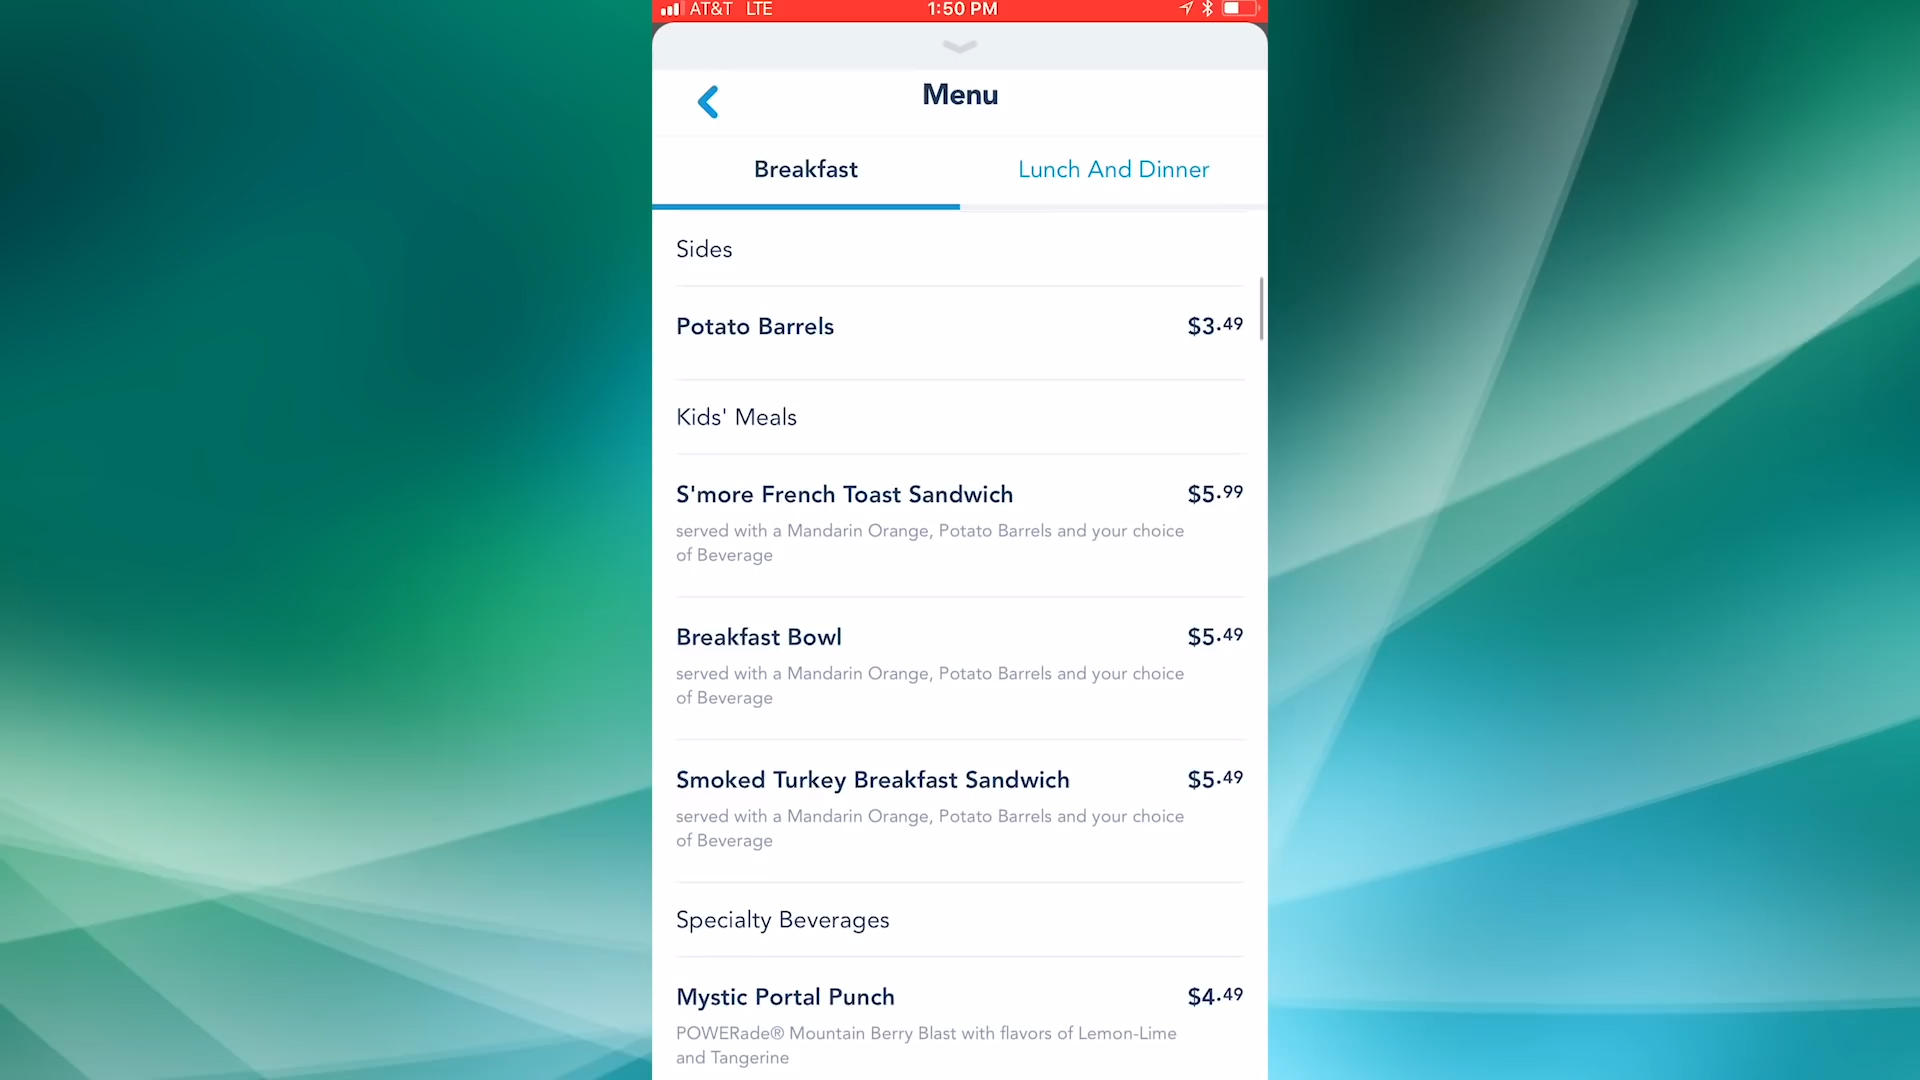 AT&T LTE 1:50 PM
Menu
Breakfast Lunch And Dinner
Sides
Potato Barrels $3.49
Kids' Meals
S'more French Toast Sandwich $5.99
served with a Mandarin Orange, Potato Barrels and your choice
of Beverage
Breakfast Bowl $5.49
served with a Mandarin Orange, Potato Barrels and your choice
of Beverage
Smoked Turkey Breakfast Sandwich $5.49
served with a Mandarin Orange, Potato Barrels and your choice
of Beverage
Specialty Beverages
Mystic Portal Punch $4.49
POWERade® Mountain Berry Blast with flavors of Lemon-Lime
and Tangerine